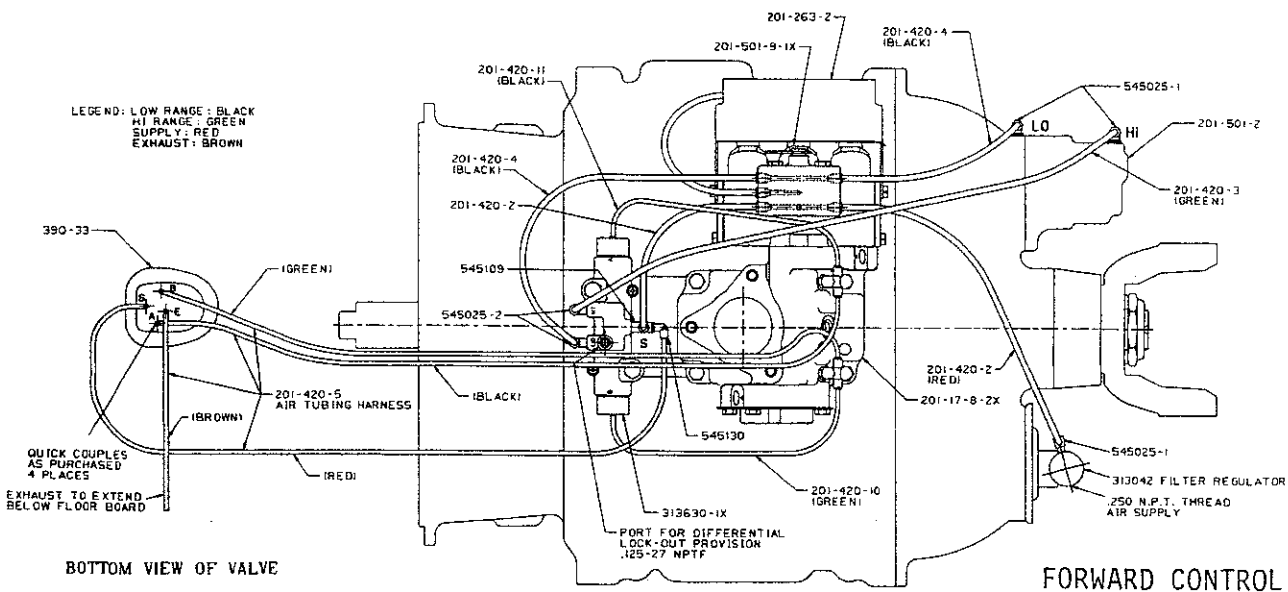 201-263-2
201-501-9-1X
201-420-4
(BLACK)
201-420-11
(BLACK)
545025-1
LEGEND: LOW RANGE: BLACK
HI RANGE: GREEN
SUPPLY: RED
EXHAUST: BROWN
LO
Hi
201-501-2
201-420-4
(BLACK)
201-420-3
(GREEN)
201-420-2
390-33
(GREEN)
545109
S
B
E
A
545025-2
S
S
201-420-2
(RED)
201-420-5
AIR TUBING HARNESS
(BLACK)
201-17-8-2X
(BROWN)
545130
QUICK COUPLES
AS PURCHASED
4 PLACES
(RED)
545025-1
313042 FILTER REGULATOR
EXHAUST TO EXTEND
BELOW FLOOR BOARD
201-420-10
(GREEN)
.250 N.P.T. THREAD
AIR SUPPLY
313630-1X
PORT FOR DIFFERENTIAL
LOCK-OUT PROVISION
.125-27 NPTF
BOTTOM VIEW OF VALVE
FORWARD CONTROL